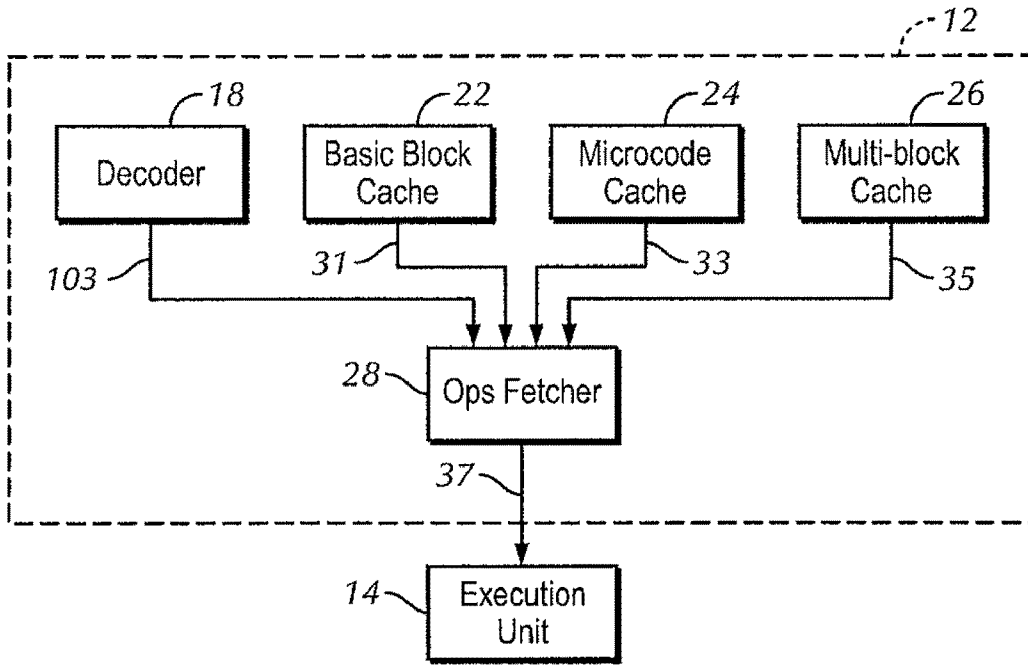 12
18
22
24
26
Decoder
Basic Block
Cache
Microcode
Cache
Multi-block
Cache
103
31
33
35
28
Ops Fetcher
37
14
Execution
Unit